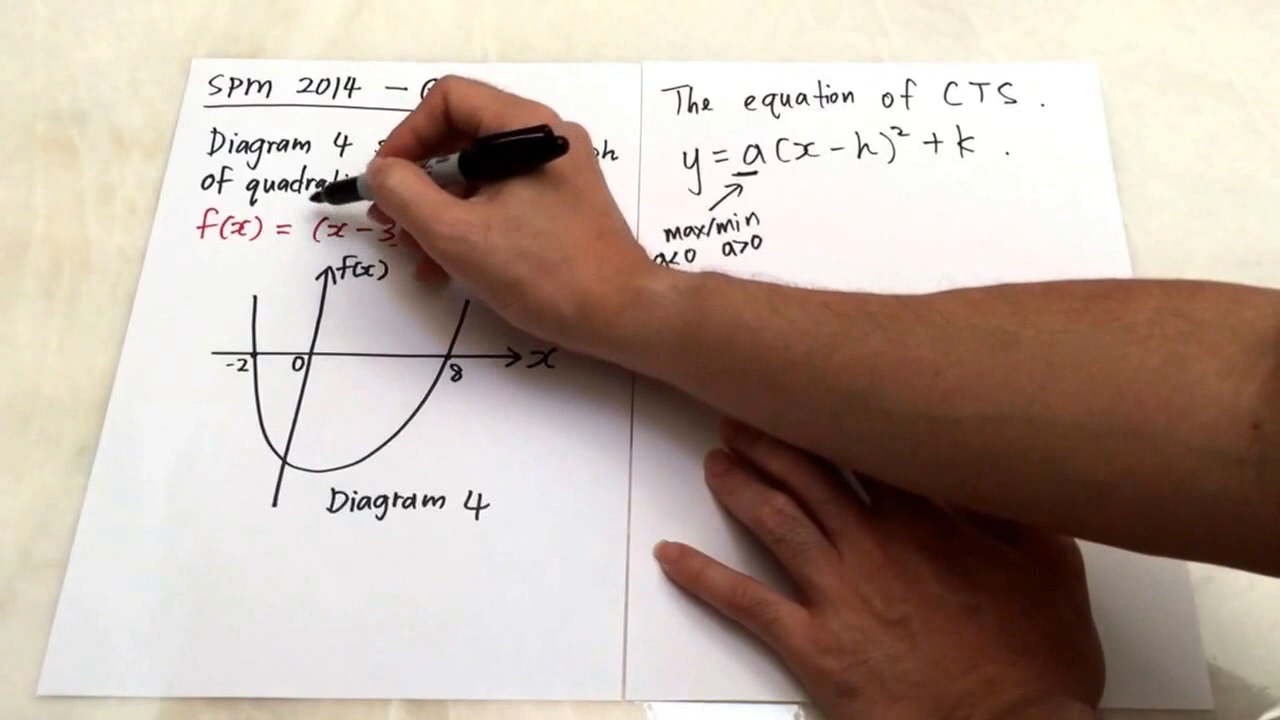 SPM 2014 -
Diagram 4
of
f(x) = (x - 3
f(x)
-2 0 8 x
Diagram 4
The equation of CTS.
y = a(x - h)² + k.
max/min
a<0 a>0